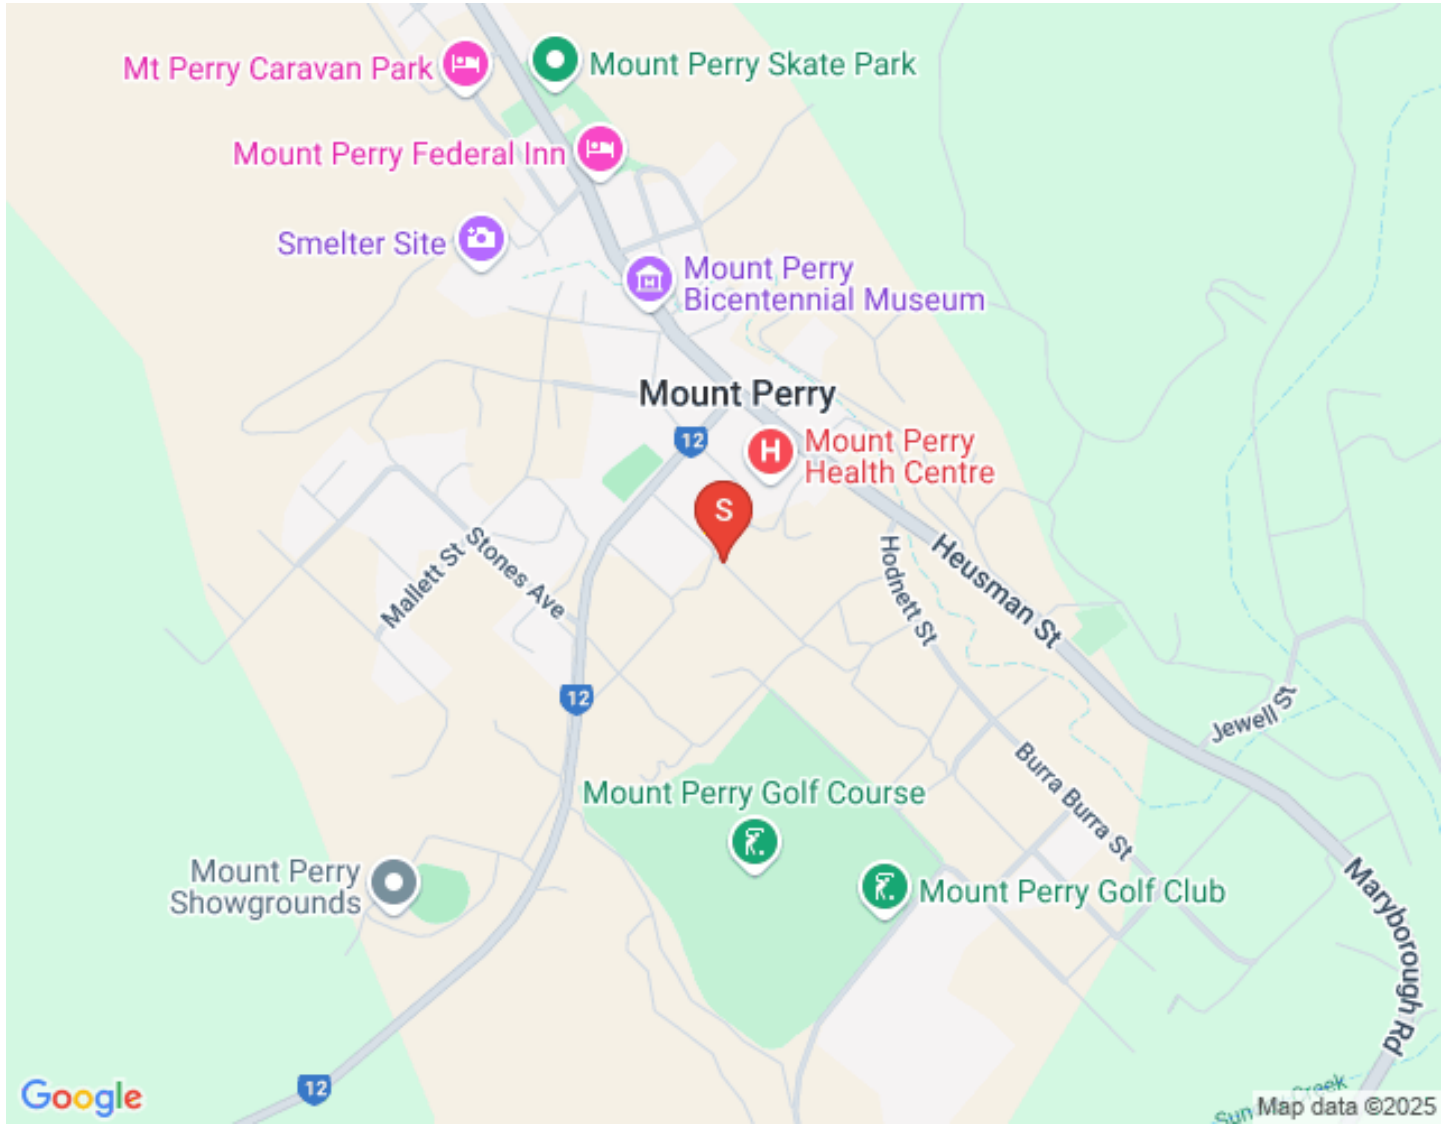 Mt Perry Caravan Park
Mount Perry Skate Park
Mount Perry Federal Inn
Smelter Site
Mount Perry
Bicentennial Museum
Mount Perry
12
H
Mount Perry
Health Centre
S
Mallett St
Stones Ave
Hodnett St
Heusman St
12
Jewell St
Burra Burra St
Mount Perry Golf Course
Mount Perry
Showgrounds
Mount Perry Golf Club
Maryborough Rd
12
Google
Creek
Map data ©2025